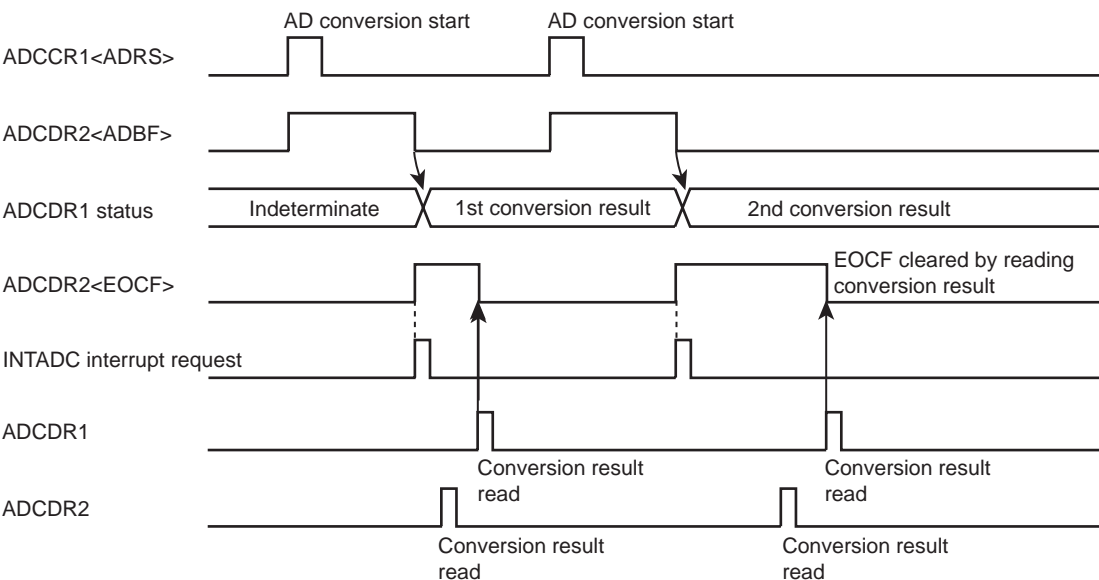 AD conversion start
AD conversion start
ADCCR1<ADRS>
ADCDR2<ADBF>
ADCDR1 status
Indeterminate
1st conversion result
2nd conversion result
ADCDR2<EOCF>
EOCF cleared by reading
conversion result
INTADC interrupt request
ADCDR1
Conversion result
read
Conversion result
read
ADCDR2
Conversion result
read
Conversion result
read